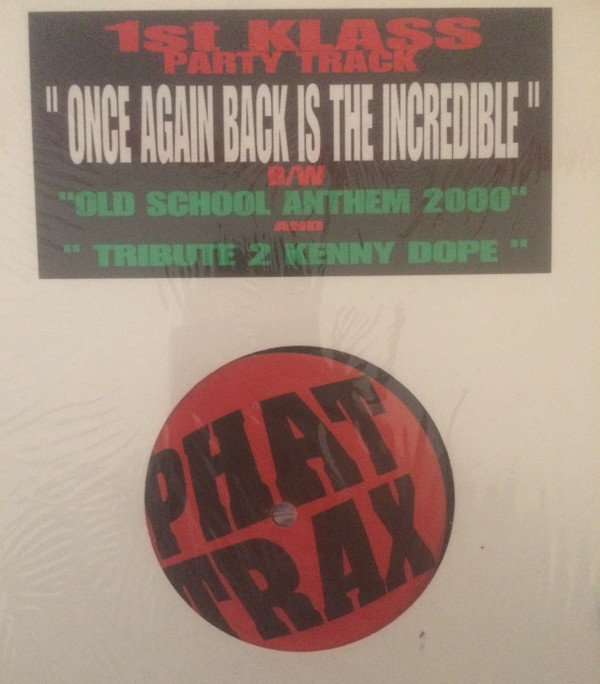 1st KLASS
PARTY TRACK
" ONCE AGAIN BACK IS THE INCREDIBLE "
B/W
"OLD SCHOOL ANTHEM 2000"
AND
" TRIBUTE 2 KENNY DOPE "
PHAT
TRAX